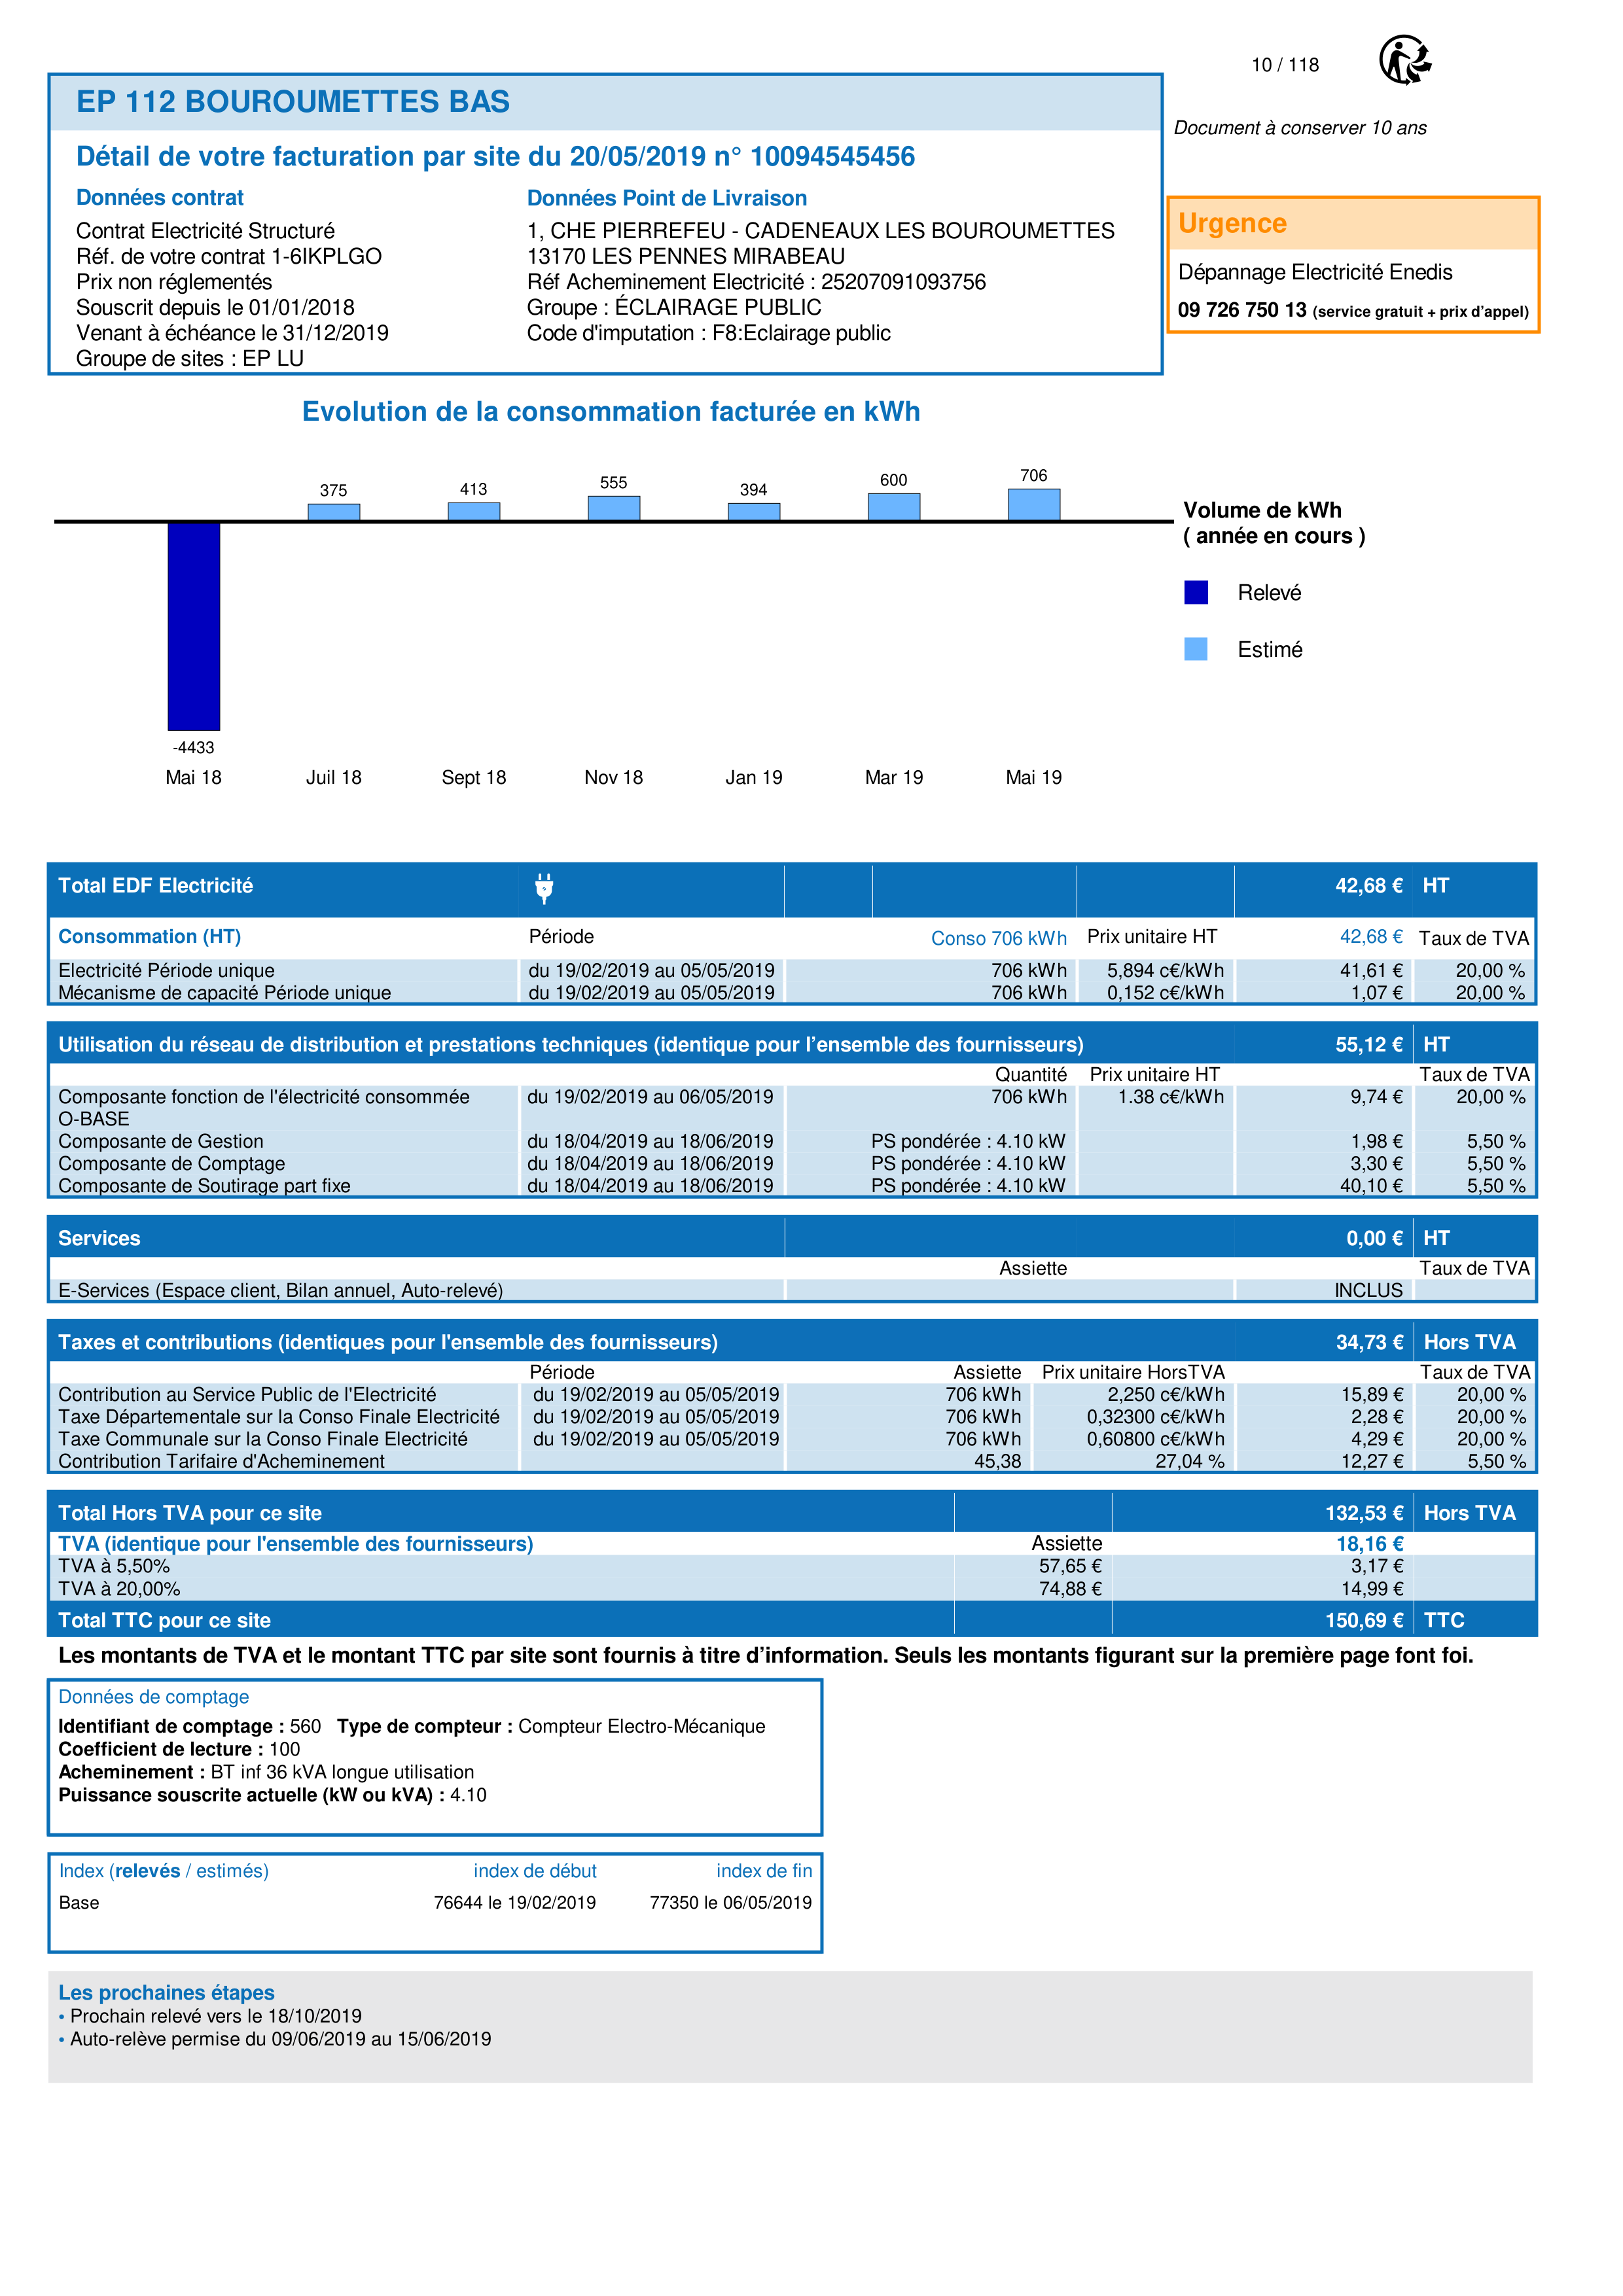 10 / 118
EP 112 BOUROUMETTES BAS
Document à conserver 10 ans
Détail de votre facturation par site du 20/05/2019 n° 10094545456
Données contrat
Contrat Electricité Structuré
Réf. de votre contrat 1-6IKPLGO
Prix non réglementés
Souscrit depuis le 01/01/2018
Venant à échéance le 31/12/2019
Groupe de sites : EP LU
Données Point de Livraison
1, CHE PIERREFEU - CADENEAUX LES BOUROUMETTES
13170 LES PENNES MIRABEAU
Réf Acheminement Electricité : 25207091093756
Groupe : ÉCLAIRAGE PUBLIC
Code d'imputation : F8:Eclairage public
Urgence
Dépannage Electricité Enedis
09 726 750 13 (service gratuit + prix d'appel)
Evolution de la consommation facturée en kWh
375 413 555 394 600 706
-4433
Mai 18 Juil 18 Sept 18 Nov 18 Jan 19 Mar 19 Mai 19
Volume de kWh
( année en cours )
Relevé
Estimé
Total EDF Electricité 42,68 € HT
Consommation (HT) Période Conso 706 kWh Prix unitaire HT 42,68 € Taux de TVA
Electricité Période unique du 19/02/2019 au 05/05/2019 706 kWh 5,894 c€/kWh 41,61 € 20,00 %
Mécanisme de capacité Période unique du 19/02/2019 au 05/05/2019 706 kWh 0,152 c€/kWh 1,07 € 20,00 %
Utilisation du réseau de distribution et prestations techniques (identique pour l'ensemble des fournisseurs) 55,12 € HT
Quantité Prix unitaire HT Taux de TVA
Composante fonction de l'électricité consommée du 19/02/2019 au 06/05/2019 706 kWh 1.38 c€/kWh 9,74 € 20,00 %
O-BASE
Composante de Gestion du 18/04/2019 au 18/06/2019 PS pondérée : 4.10 kW 1,98 € 5,50 %
Composante de Comptage du 18/04/2019 au 18/06/2019 PS pondérée : 4.10 kW 3,30 € 5,50 %
Composante de Soutirage part fixe du 18/04/2019 au 18/06/2019 PS pondérée : 4.10 kW 40,10 € 5,50 %
Services 0,00 € HT
Assiette Taux de TVA
E-Services (Espace client, Bilan annuel, Auto-relevé) INCLUS
Taxes et contributions (identiques pour l'ensemble des fournisseurs) 34,73 € Hors TVA
Période Assiette Prix unitaire HorsTVA Taux de TVA
Contribution au Service Public de l'Electricité du 19/02/2019 au 05/05/2019 706 kWh 2,250 c€/kWh 15,89 € 20,00 %
Taxe Départementale sur la Conso Finale Electricité du 19/02/2019 au 05/05/2019 706 kWh 0,32300 c€/kWh 2,28 € 20,00 %
Taxe Communale sur la Conso Finale Electricité du 19/02/2019 au 05/05/2019 706 kWh 0,60800 c€/kWh 4,29 € 20,00 %
Contribution Tarifaire d'Acheminement 45,38 27,04 % 12,27 € 5,50 %
Total Hors TVA pour ce site 132,53 € Hors TVA
TVA (identique pour l'ensemble des fournisseurs) Assiette 18,16 €
TVA à 5,50% 57,65 € 3,17 €
TVA à 20,00% 74,88 € 14,99 €
Total TTC pour ce site 150,69 € TTC
Les montants de TVA et le montant TTC par site sont fournis à titre d'information. Seuls les montants figurant sur la première page font foi.
Données de comptage
Identifiant de comptage : 560 Type de compteur : Compteur Electro-Mécanique
Coefficient de lecture : 100
Acheminement : BT inf 36 kVA longue utilisation
Puissance souscrite actuelle (kW ou kVA) : 4.10
Index (relevés / estimés) index de début index de fin
Base 76644 le 19/02/2019 77350 le 06/05/2019
Les prochaines étapes
• Prochain relevé vers le 18/10/2019
• Auto-relève permise du 09/06/2019 au 15/06/2019